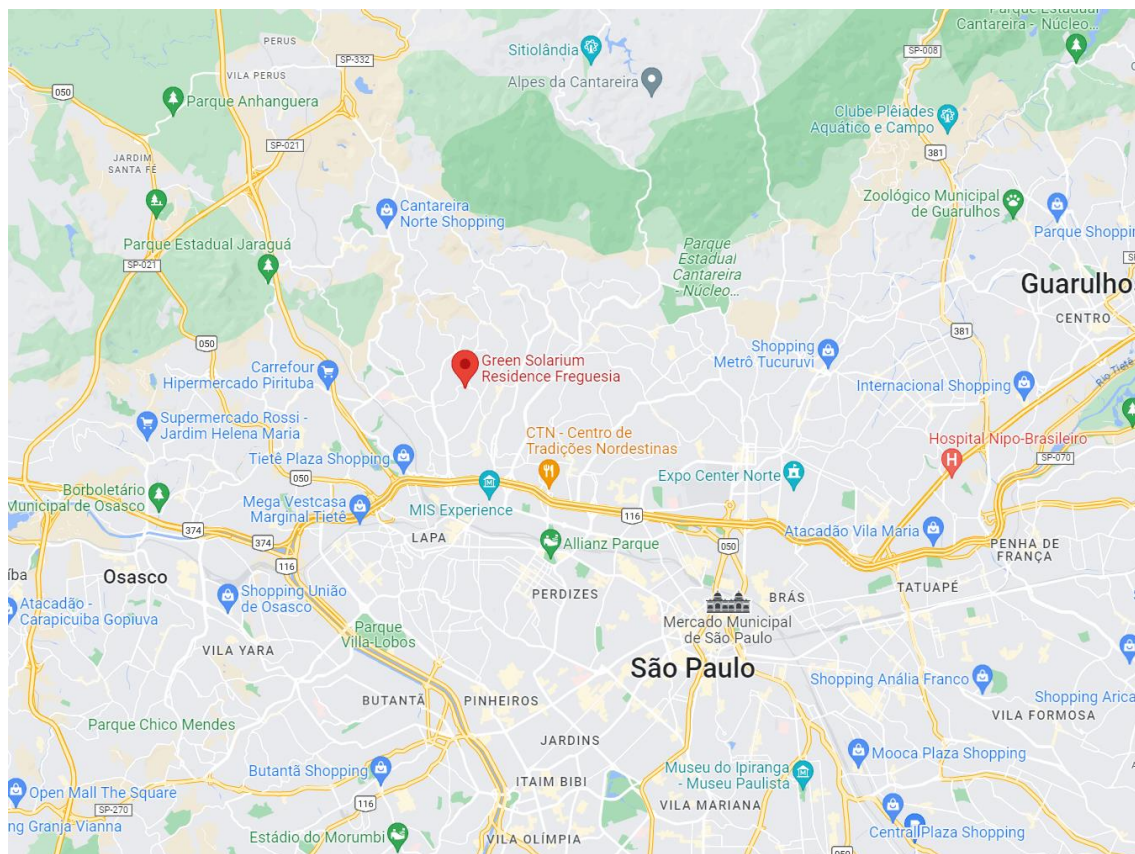 Parque Estadual
Cantareira - Núcleo...
PERUS
SP-008
Sitiolândia
SP-332
VILA PERUS
Alpes da Cantareira
050
Parque Anhanguera
Clube Plêiades
Aquático e Campo
SP-021
381
JARDIM
SANTA FÉ
Zoológico Municipal
de Guarulhos
Cantareira
Norte Shopping
Parque Shoppi
Parque Estadual Jaraguá
Parque
Estadual
Cantareira
- Núcleo...
SP-021
Guarulho
CENTRO
381
050
Shopping
Metrô Tucuruvi
Green Solarium
Residence Freguesia
Carrefour
Hipermercado Pirituba
Rio Tietê
Internacional Shopping
Supermercado Rossi -
Jardim Helena Maria
CTN - Centro de
Tradições Nordestinas
Hospital Nipo-Brasileiro
Tietê Plaza Shopping
SP-070
050
Expo Center Norte
Borboletário
Municipal de Osasco
Mega Vestcasa
Marginal Tietê
MIS Experience
116
374
Atacadão Vila Maria
LAPA
374
Allianz Parque
050
PENHA DE
FRANÇA
116
íba
Osasco
TATUAPÉ
Shopping União
de Osasco
PERDIZES
BRÁS
Atacadão -
Carapicuiba Gopiuva
Mercado Municipal
de São Paulo
Parque
Villa-Lobos
VILA YARA
São Paulo
Shopping Anália Franco
BUTANTÃ
PINHEIROS
Shopping Arica
VILA FORMOSA
Parque Chico Mendes
JARDINS
Mooca Plaza Shopping
Butantã Shopping
Museu do Ipiranga
- Museu Paulista
ITAIM BIBI
Open Mall The Square
116
VILA MARIANA
SP-270
ng Granja Vianna
Central Plaza Shopping
Estádio do Morumbi
VILA OLÍMPIA
050